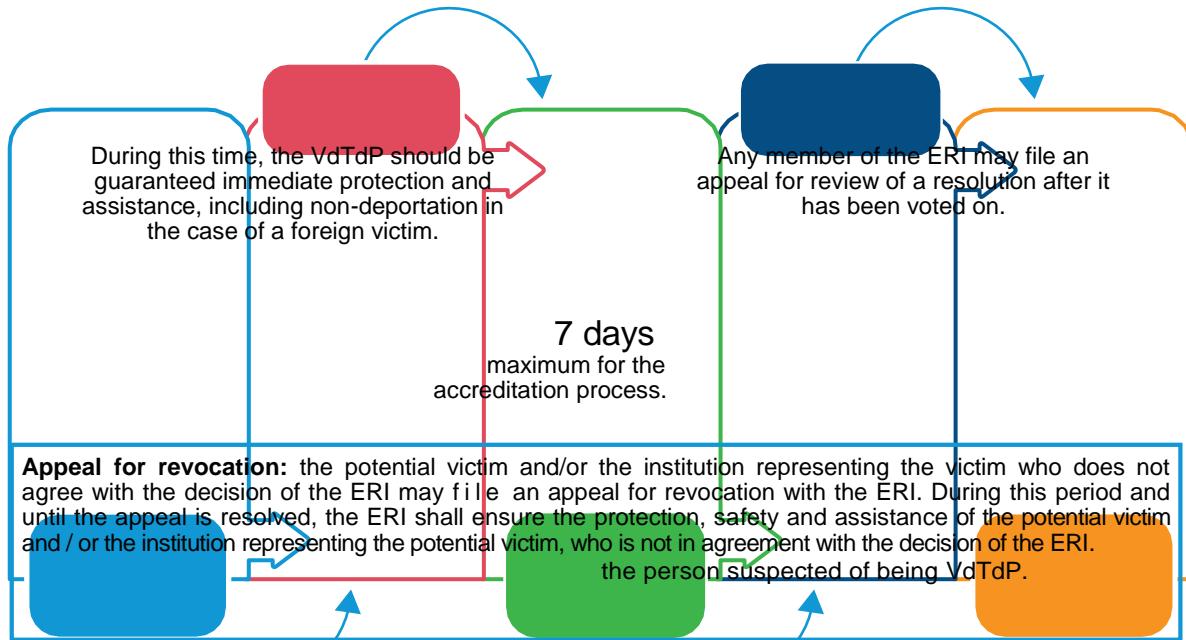 During this time, the VdTdP should be
guaranteed immediate protection and
assistance, including non-deportation in
the case of a foreign victim.
Any member of the ERI may file an
appeal for review of a resolution after it
has been voted on.
7 days
maximum for the
accreditation process.
Appeal for revocation: the potential victim and/or the institution representing the victim who does not
agree with the decision of the ERI may file an appeal for revocation with the ERI. During this period and
until the appeal is resolved, the ERI shall ensure the protection, safety and assistance of the potential victim
and / or the institution representing the potential victim, who is not in agreement with the decision of the ERI.
the person suspected of being VdTdP.